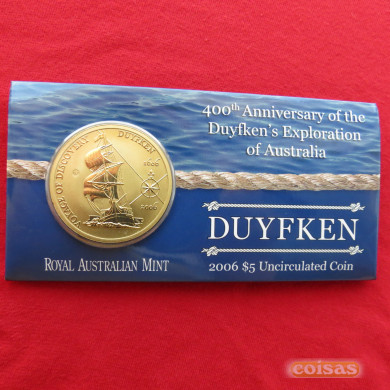 400th Anniversary of the
Duyfken's Exploration
of Australia
VOYAGE OF DISCOVERY DUYFKEN
1606
2006
DUYFKEN
ROYAL AUSTRALIAN MINT
2006 $5 Uncirculated Coin
coisas